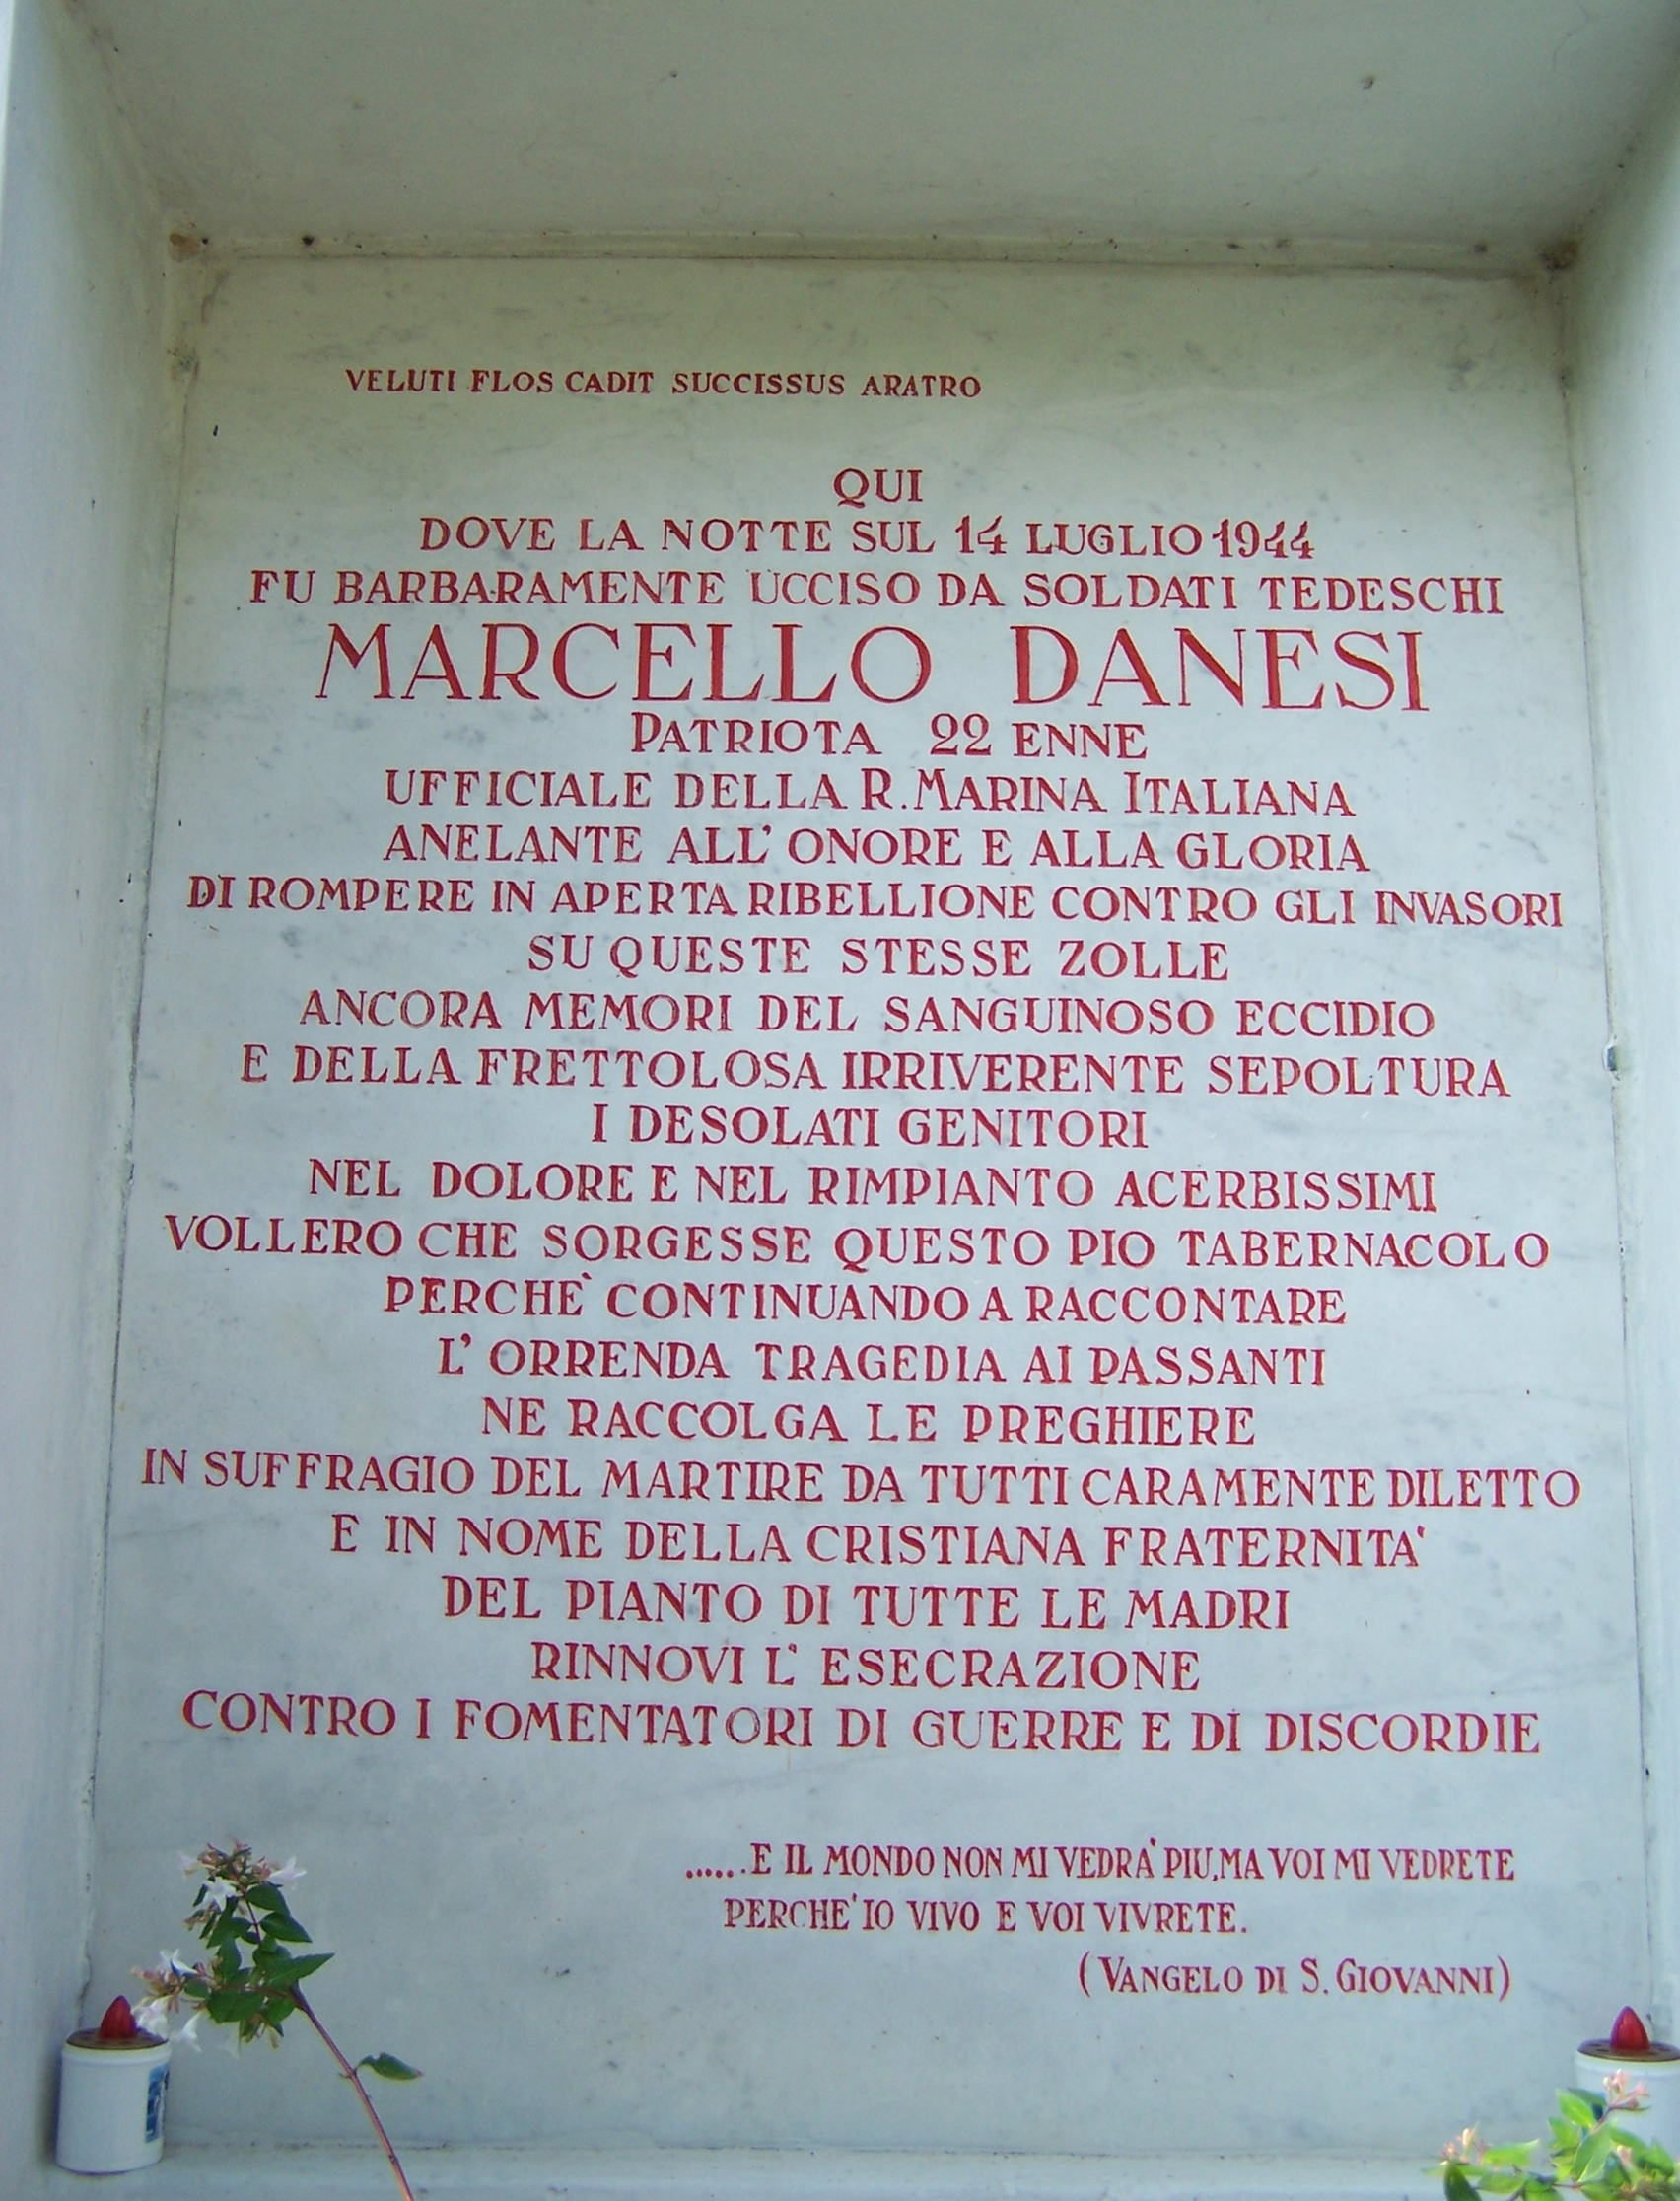 VELUTI FLOS CADIT SUCCISSUS ARATRO
QUI
DOVE LA NOTTE SUL 14 LUGLIO 1944
FU BARBARAMENTE UCCISO DA SOLDATI TEDESCHI
MARCELLO DANESI
PATRIOTA 22 ENNE
UFFICIALE DELLA R. MARINA ITALIANA
ANELANTE ALL' ONORE E ALLA GLORIA
DI ROMPERE IN APERTA RIBELLIONE CONTRO GLI INVASORI
SU QUESTE STESSE ZOLLE
ANCORA MEMORI DEL SANGUINOSO ECCIDIO
E DELLA FRETTOLOSA IRRIVERENTE SEPOLTURA
I DESOLATI GENITORI
NEL DOLORE E NEL RIMPIANTO ACERBISSIMI
VOLLERO CHE SORGESSE QUESTO PIO TABERNACOLO
PERCHE' CONTINUANDO A RACCONTARE
L' ORRENDA TRAGEDIA AI PASSANTI
NE RACCOLGA LE PREGHIERE
IN SUFFRAGIO DEL MARTIRE DA TUTTI CARAMENTE DILETTO
E IN NOME DELLA CRISTIANA FRATERNITA'
DEL PIANTO DI TUTTE LE MADRI
RINNOVI L' ESECRAZIONE
CONTRO I FOMENTATORI DI GUERRE E DI DISCORDIE
...... E IL MONDO NON MI VEDRA' PIU, MA VOI MI VEDRETE
PERCHE' IO VIVO E VOI VIVRETE.
(VANGELO DI S. GIOVANNI)